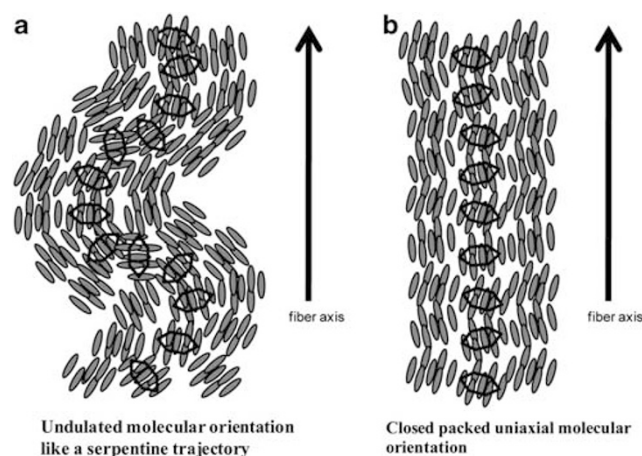 a
b
fiber axis
fiber axis
Undulated molecular orientation
like a serpentine trajectory
Closed packed uniaxial molecular
orientation